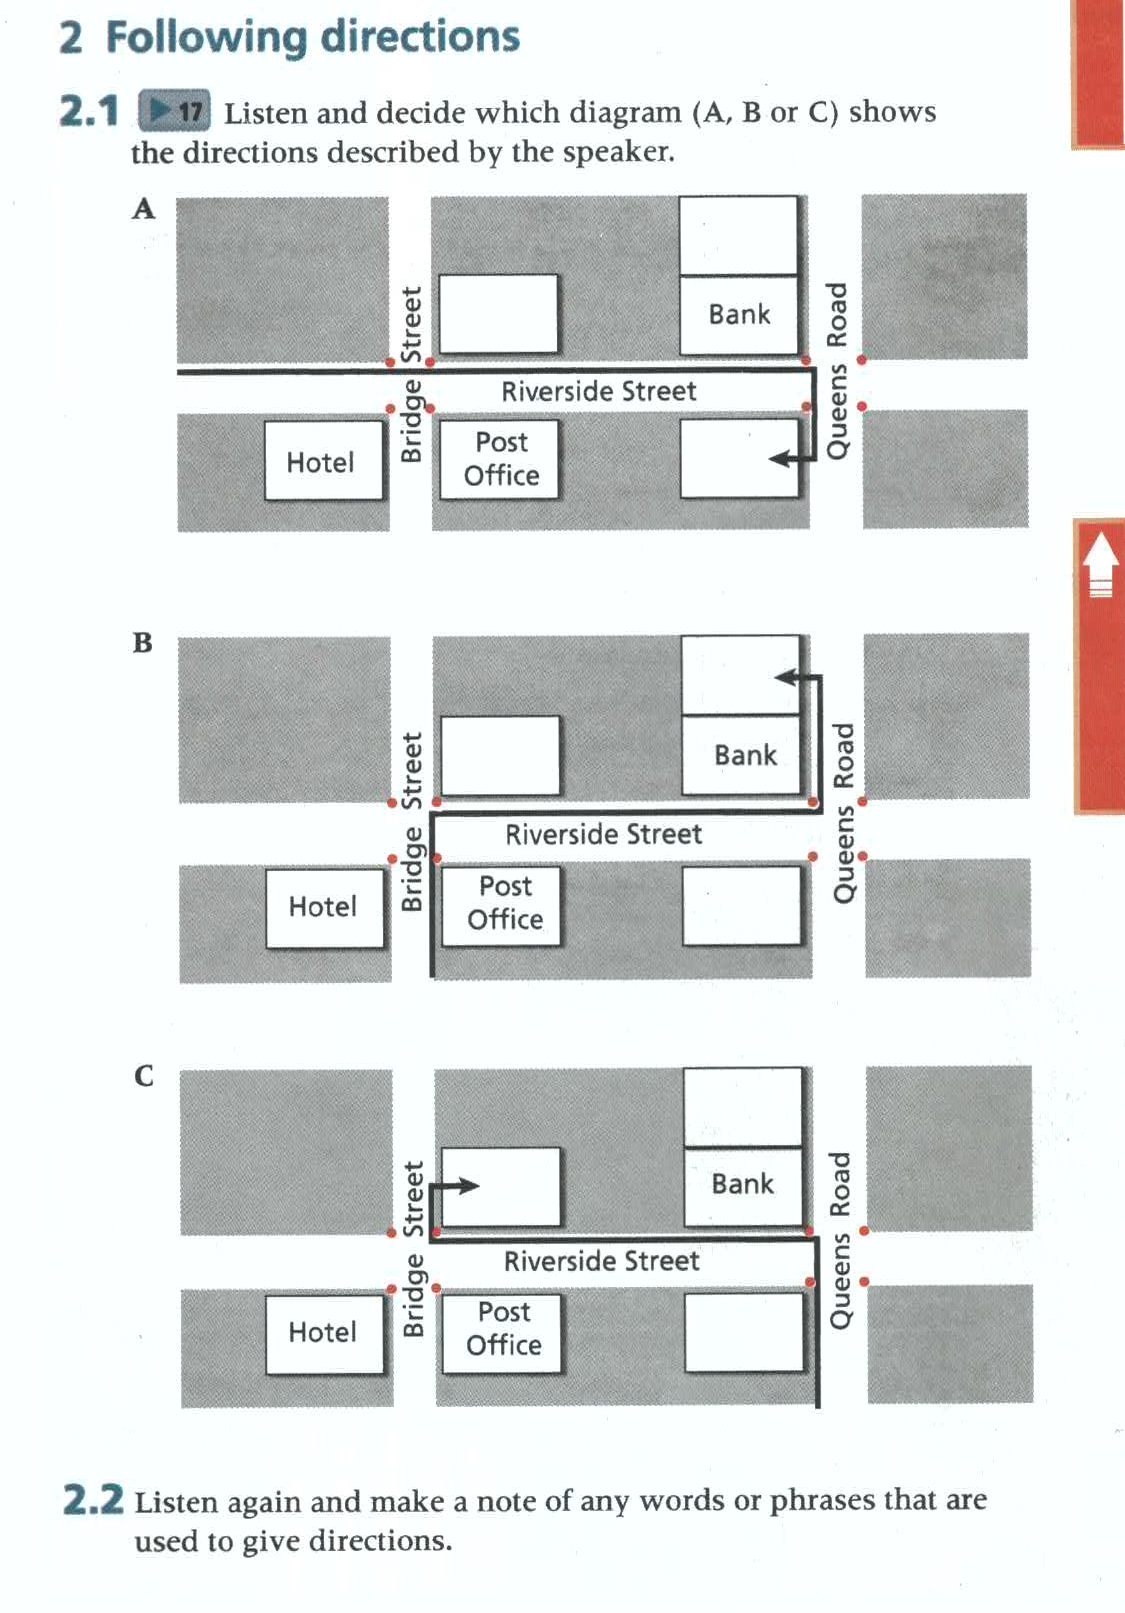 2 Following directions
2.1 17 Listen and decide which diagram (A, B or C) shows
the directions described by the speaker.
A
Bridge Street
Bank
Queens Road
Riverside Street
Hotel
Post
Office
B
Bridge Street
Bank
Queens Road
Riverside Street
Hotel
Post
Office
C
Bridge Street
Bank
Queens Road
Riverside Street
Hotel
Post
Office
2.2 Listen again and make a note of any words or phrases that are
used to give directions.